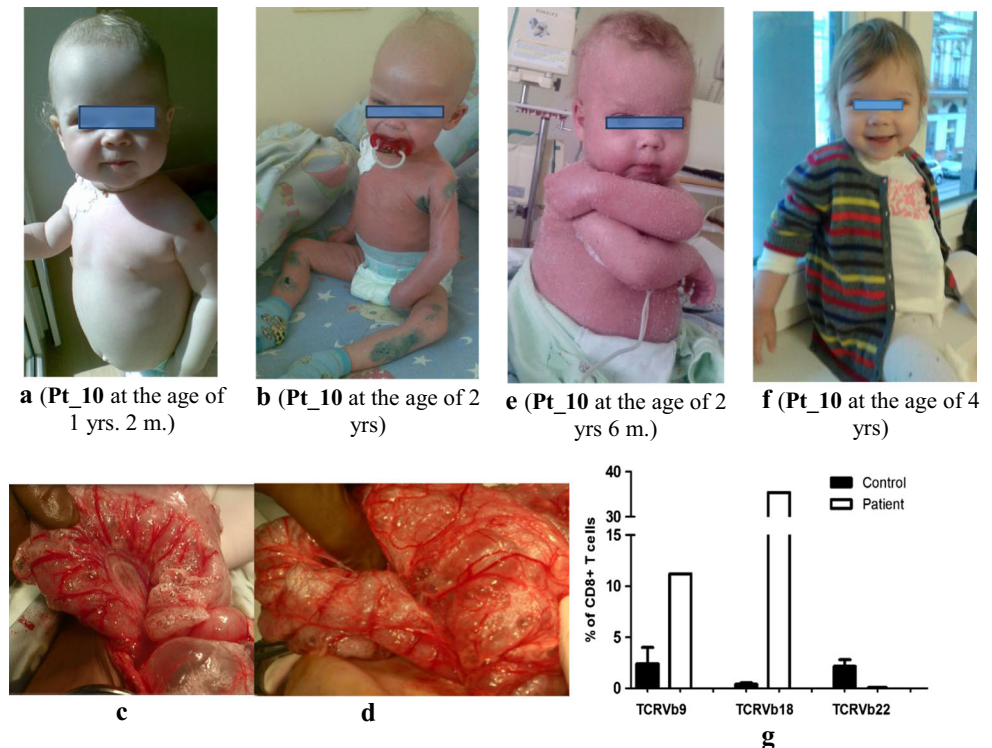 a (Pt_10 at the age of
1 yrs. 2 m.)
b (Pt_10 at the age of 2
yrs)
e (Pt_10 at the age of 2
yrs 6 m.)
f (Pt_10 at the age of 4
yrs)
c
d
40
30
15
10
5
0
% of CD8+ T cells
Control
Patient
TCRVb9
TCRVb18
TCRVb22
g